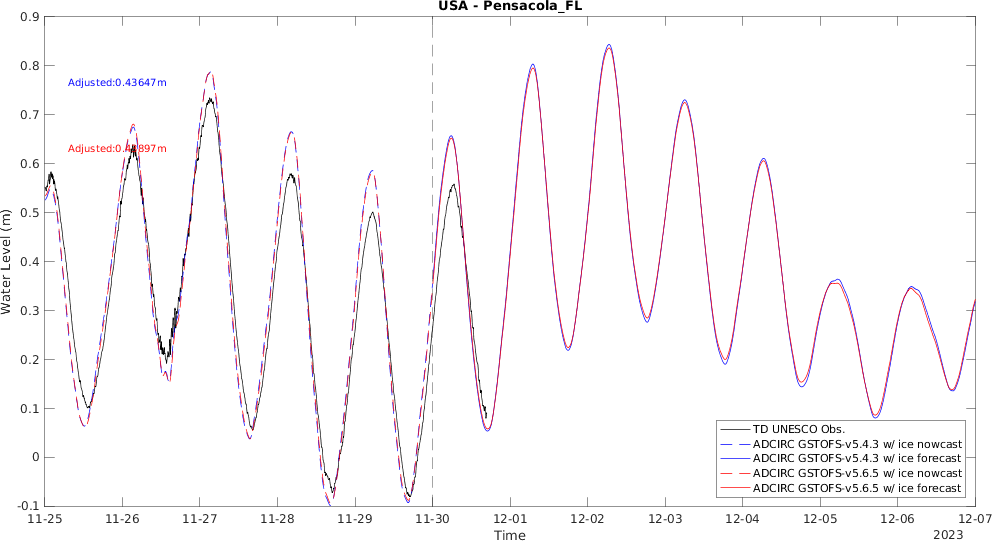 USA - Pensacola_FL
0.9
0.8
0.7
0.6
0.5
0.4
0.3
0.2
0.1
0
-0.1
Water Level (m)
Adjusted:0.43647m
TD UNESCO Obs.
ADCIRC GSTOFS-v5.4.3 w/ ice nowcast
ADCIRC GSTOFS-v5.4.3 w/ ice forecast
ADCIRC GSTOFS-v5.6.5 w/ ice nowcast
ADCIRC GSTOFS-v5.6.5 w/ ice forecast
11-25 11-26 11-27 11-28 11-29 11-30 12-01 12-02 12-03 12-04 12-05 12-06 12-07
Time
2023